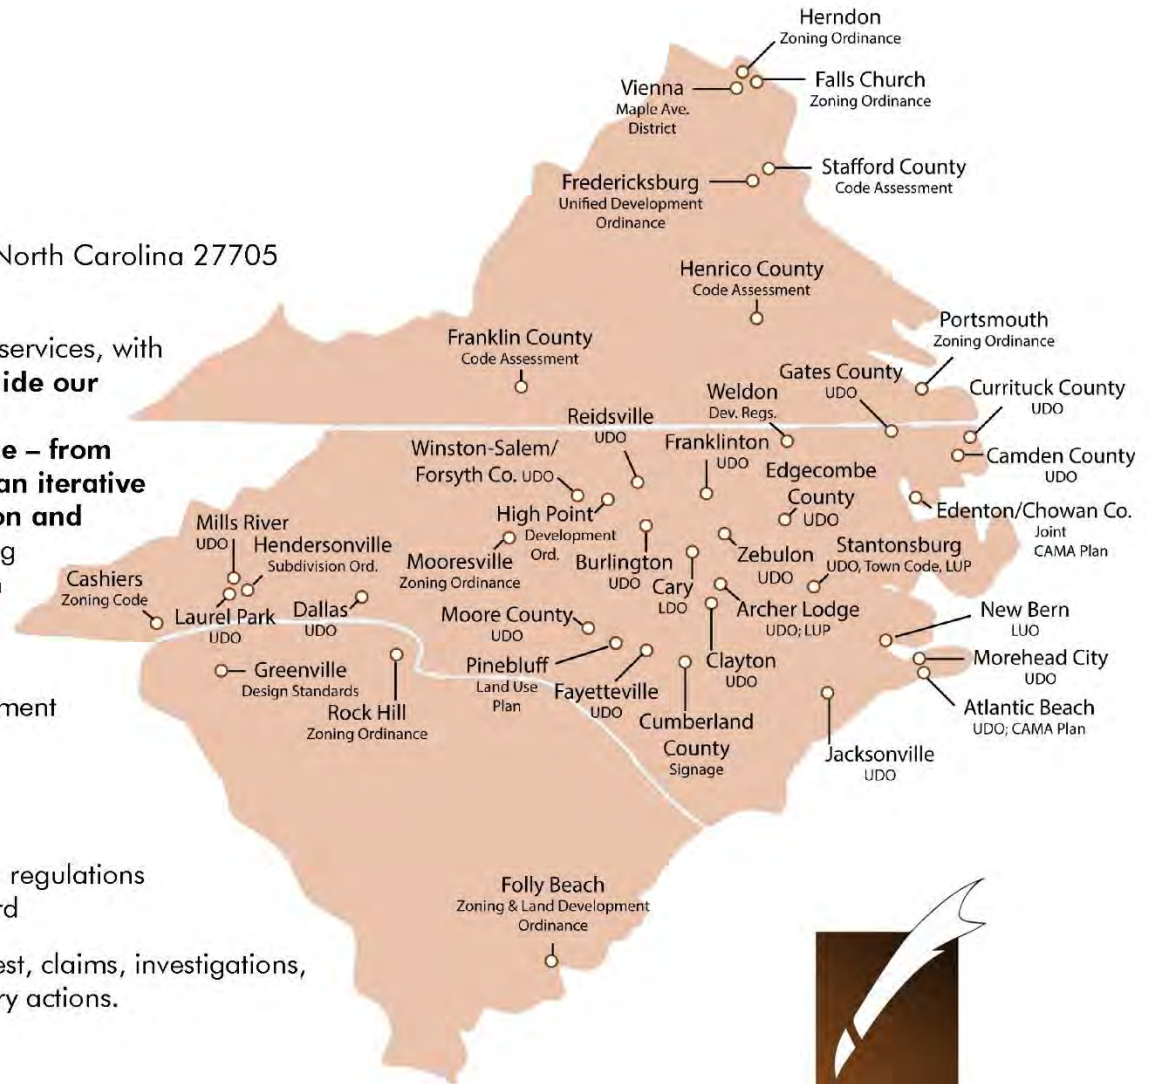 Herndon
Zoning Ordinance
Falls Church
Zoning Ordinance
Vienna
Maple Ave.
District
Stafford County
Code Assessment
Fredericksburg
Unified Development
Ordinance
North Carolina 27705
Henrico County
Code Assessment
Portsmouth
Zoning Ordinance
Franklin County
Code Assessment
services, with
ide our
Gates County
UDO
Currituck County
UDO
Weldon
Dev. Regs.
Reidsville
UDO
Franklinton
UDO
Camden County
UDO
Winston-Salem/
Forsyth Co. UDO
e – from
an iterative
on and
Edgecombe
County
UDO
Edenton/Chowan Co.
Joint
CAMA Plan
High Point
Development
Ord.
Mills River
UDO
Hendersonville
Subdivision Ord.
Mooresville
Zoning Ordinance
Burlington
UDO
Zebulon
UDO
Stantonsburg
UDO, Town Code, LUP
Cashiers
Zoning Code
Cary
LDO
Laurel Park
UDO
Dallas
UDO
Moore County
UDO
Archer Lodge
UDO; LUP
New Bern
LUO
Greenville
Design Standards
Pinebluff
Land Use
Plan
Clayton
UDO
Morehead City
UDO
Fayetteville
UDO
Rock Hill
Zoning Ordinance
Cumberland
County
Signage
Atlantic Beach
UDO; CAMA Plan
ment
Jacksonville
UDO
regulations
rd
Folly Beach
Zoning & Land Development
Ordinance
est, claims, investigations,
ry actions.